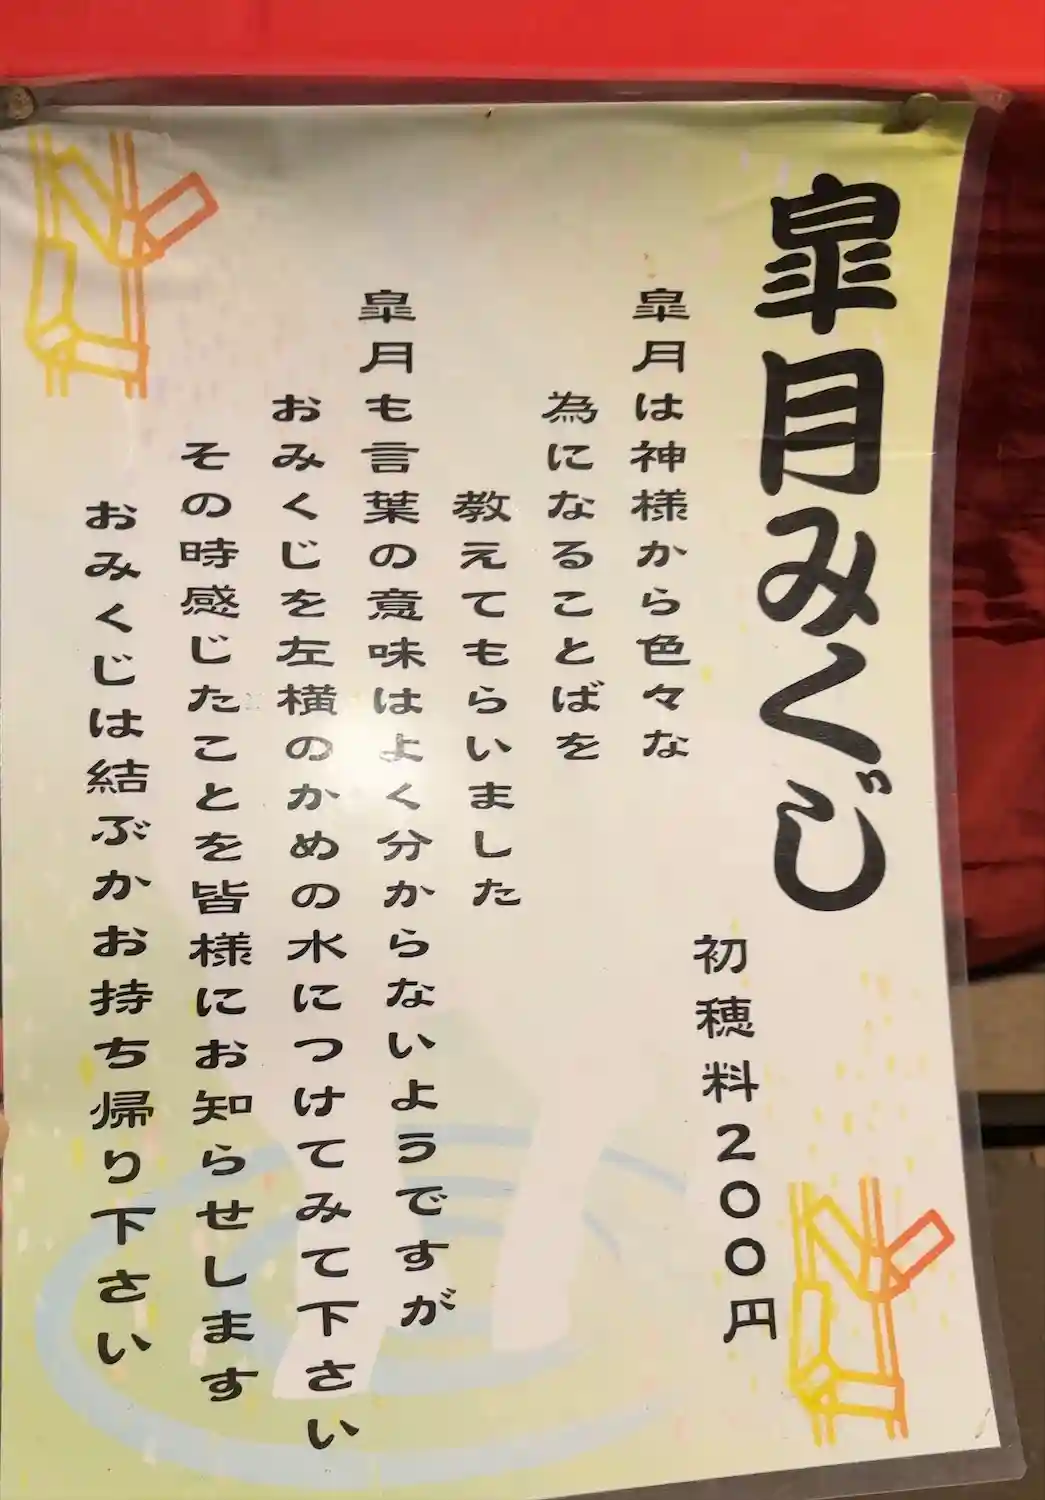 皐月みくじ
初穂料200円
皐月は神様から色々な
為になることばを
教えてもらいました
皐月も言葉の意味はよく分からないようですが
おみくじを左横のかめの水につけてみて下さい
その時感じたことを皆様にお知らせします
おみくじは結ぶかお持ち帰り下さい